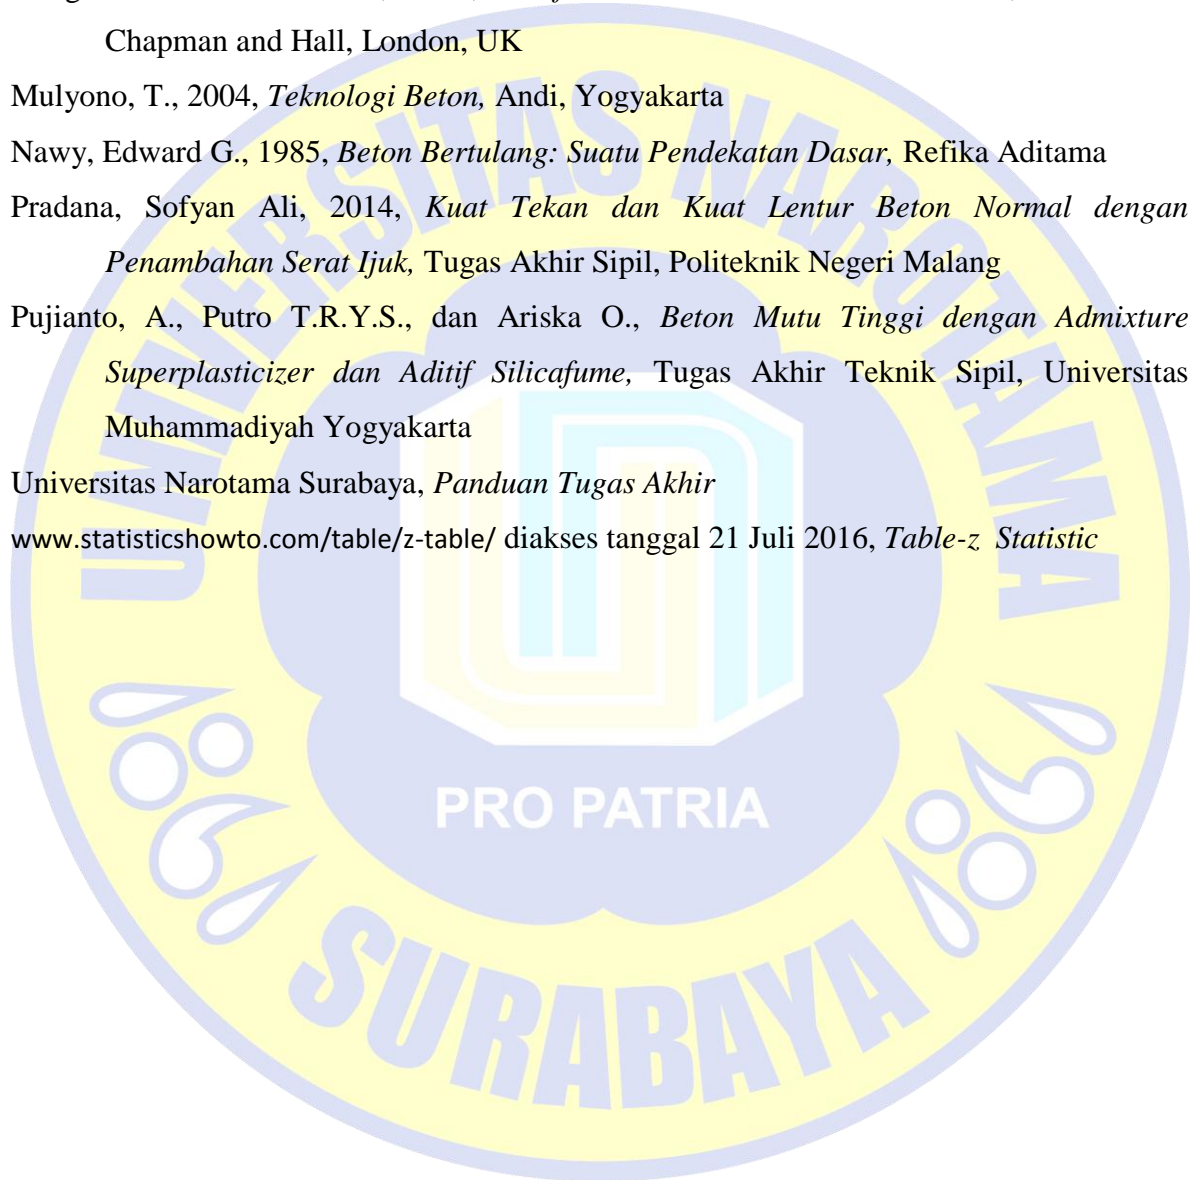 Chapman and Hall, London, UK
Mulyono, T., 2004, Teknologi Beton, Andi, Yogyakarta
Nawy, Edward G., 1985, Beton Bertulang: Suatu Pendekatan Dasar, Refika Aditama
Pradana, Sofyan Ali, 2014, Kuat Tekan dan Kuat Lentur Beton Normal dengan
Penambahan Serat Ijuk, Tugas Akhir Sipil, Politeknik Negeri Malang
Pujianto, A., Putro T.R.Y.S., dan Ariska O., Beton Mutu Tinggi dengan Admixture
Superplasticizer dan Aditif Silicafume, Tugas Akhir Teknik Sipil, Universitas
Muhammadiyah Yogyakarta
Universitas Narotama Surabaya, Panduan Tugas Akhir
www.statisticshowto.com/table/z-table/ diakses tanggal 21 Juli 2016, Table-z Statistic
UNIVERSITAS NAROTAMA
PRO PATRIA
SURABAYA